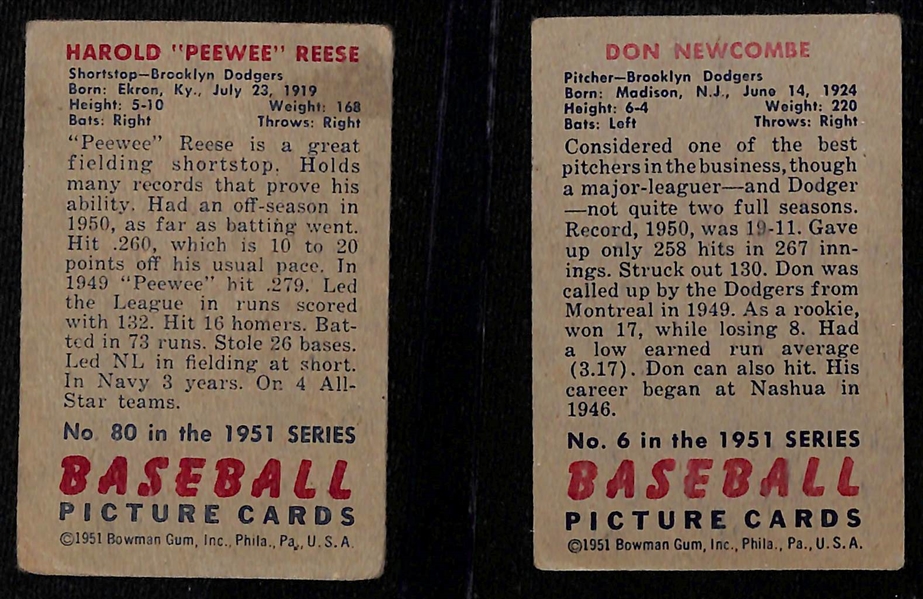 HAROLD "PEEWEE" REESE
Shortstop—Brooklyn Dodgers
Born: Ekron, Ky., July 23, 1919
Height: 5-10 Weight: 168
Bats: Right Throws: Right
"Peewee" Reese is a great
fielding shortstop. Holds
many records that prove his
ability. Had an off-season in
1950, as far as batting went.
Hit .260, which is 10 to 20
points off his usual pace. In
1949 "Peewee" hit .279. Led
the League in runs scored
with 132. Hit 16 homers. Bat-
ted in 73 runs. Stole 26 bases.
Led NL in fielding at short.
In Navy 3 years. On 4 All-
Star teams.
No. 80 in the 1951 SERIES
BASEBALL
PICTURE CARDS
©1951 Bowman Gum, Inc., Phila., Pa., U.S.A.
DON NEWCOMBE
Pitcher—Brooklyn Dodgers
Born: Madison, N.J., June 14, 1924
Height: 6-4 Weight: 220
Bats: Left Throws: Right
Considered one of the best
pitchers in the business, though
a major-leaguer—and Dodger
—not quite two full seasons.
Record, 1950, was 19-11. Gave
up only 258 hits in 267 inn-
ings. Struck out 130. Don was
called up by the Dodgers from
Montreal in 1949. As a rookie,
won 17, while losing 8. Had
a low earned run average
(3.17). Don can also hit. His
career began at Nashua in
1946.
No. 6 in the 1951 SERIES
BASEBALL
PICTURE CARDS
©1951 Bowman Gum, Inc., Phila., Pa., U.S.A.